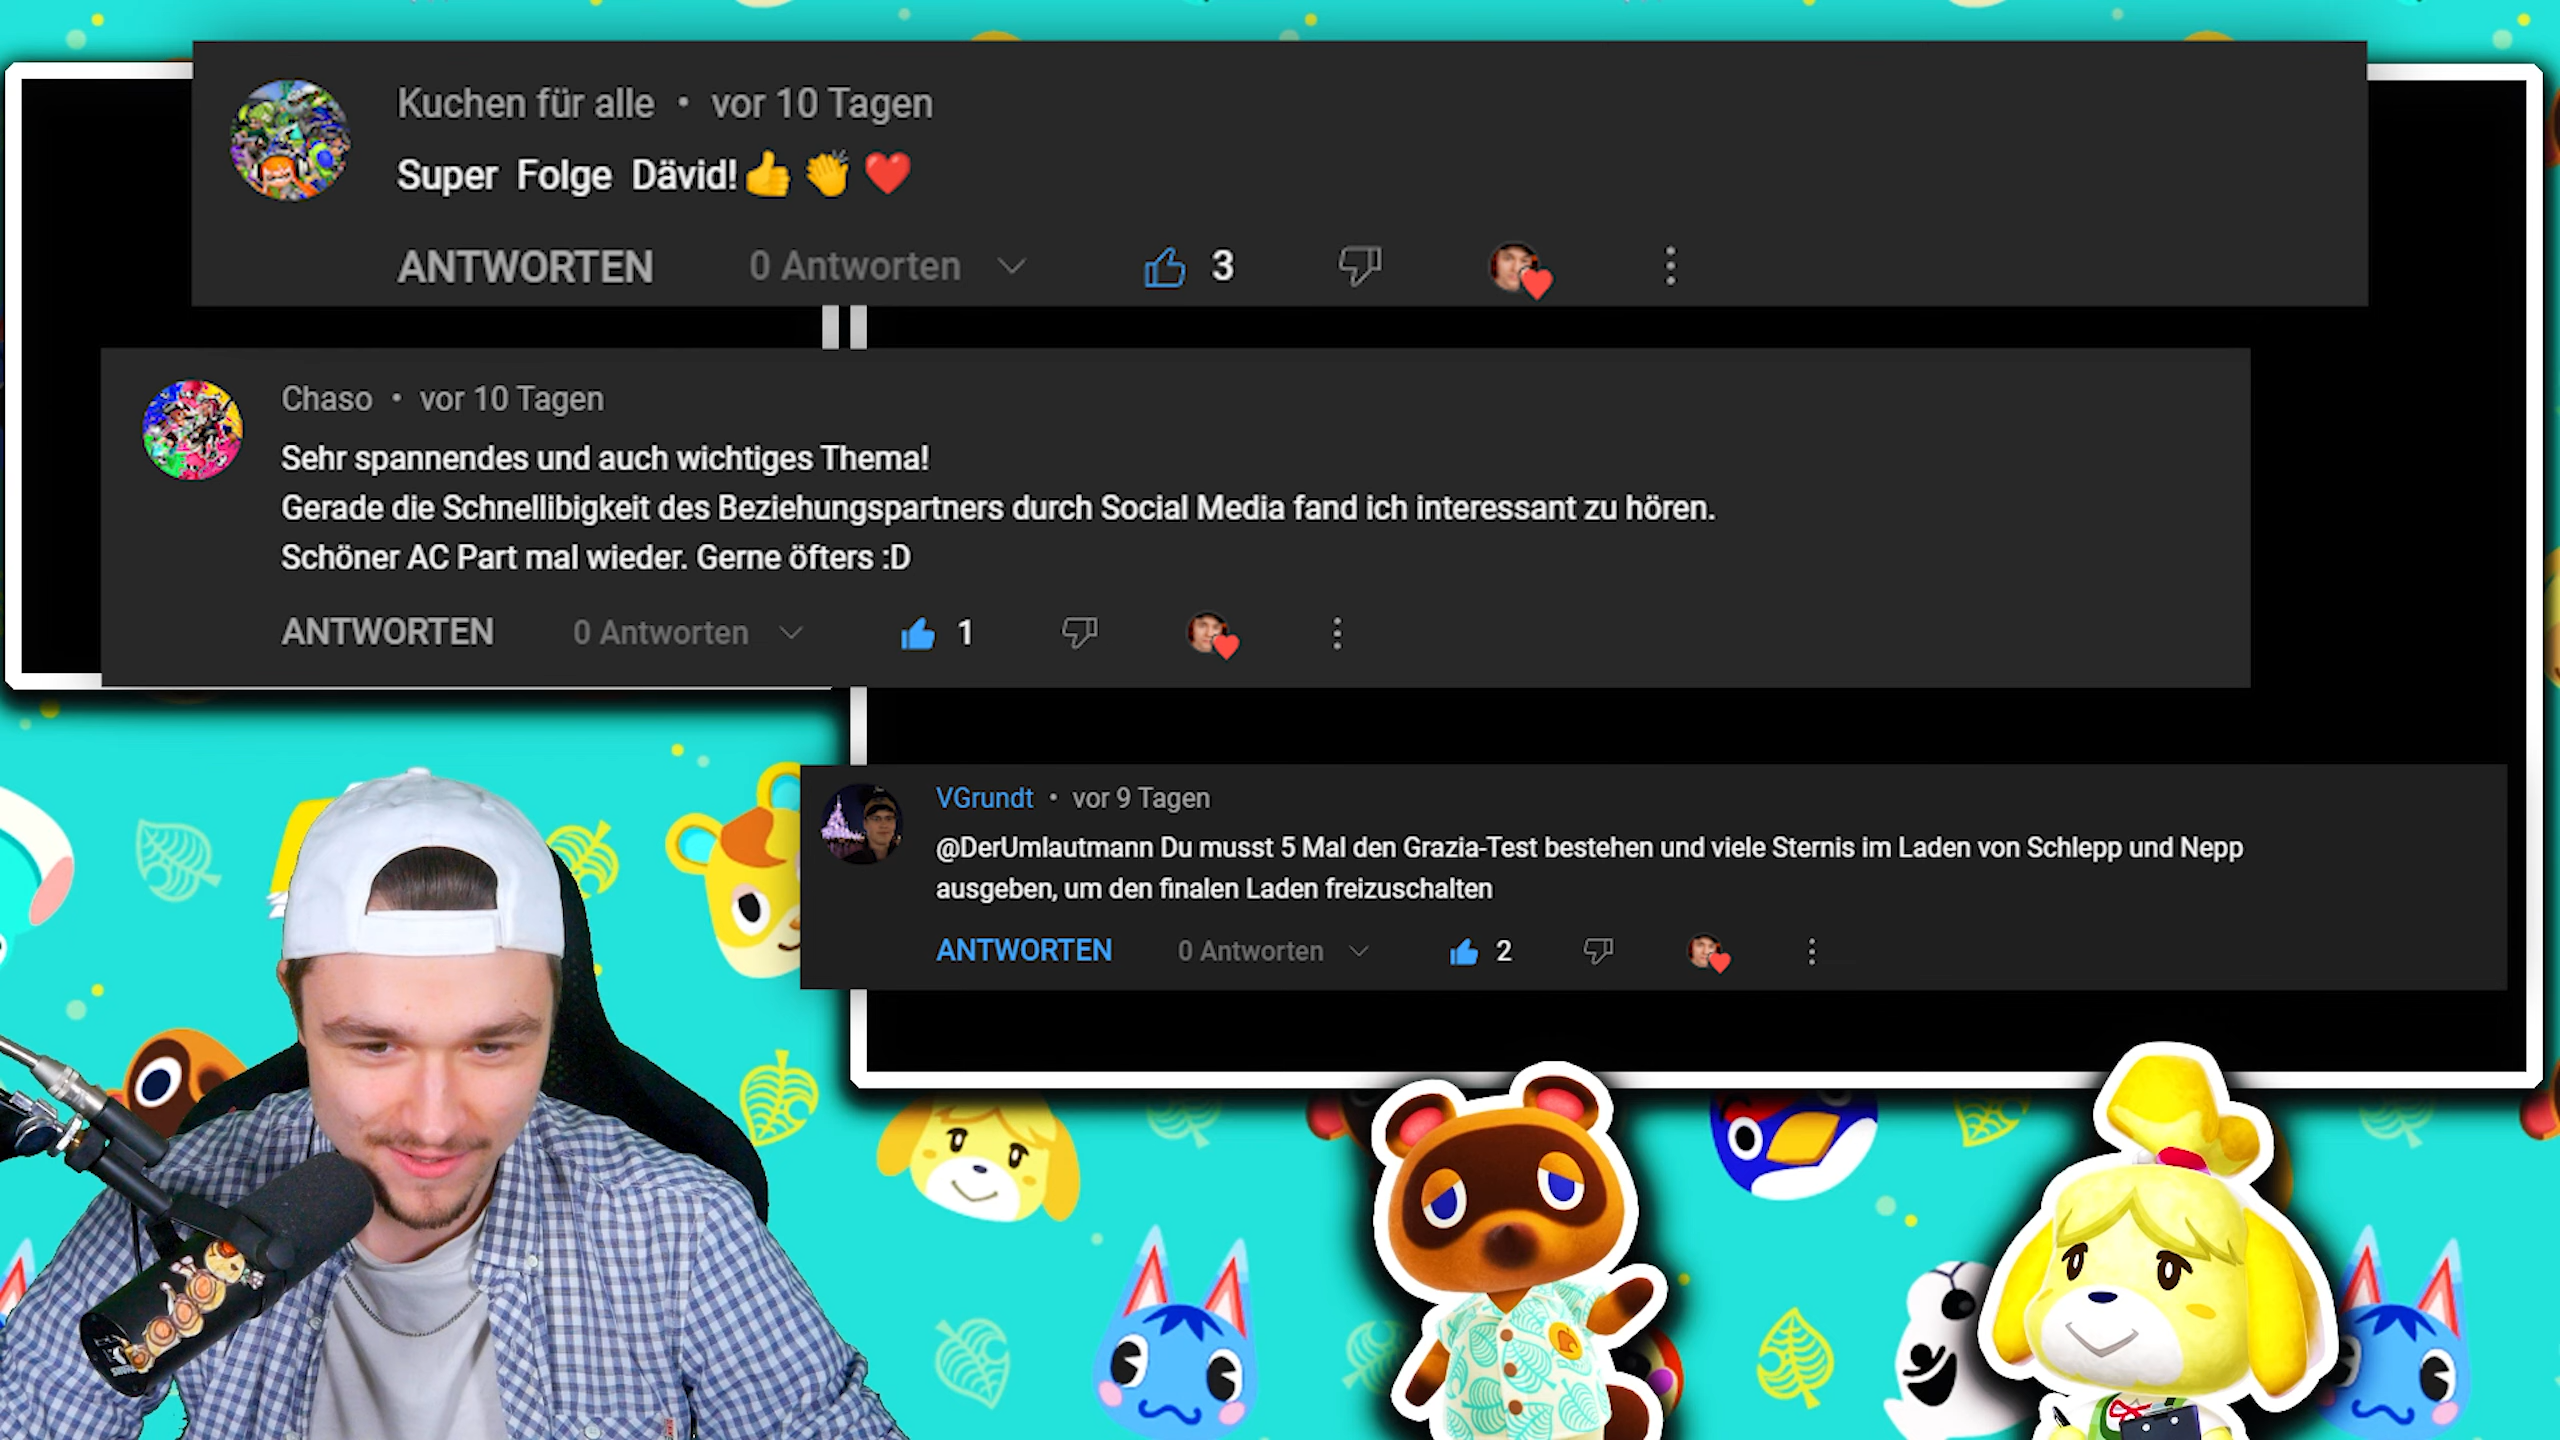 Kuchen für alle • vor 10 Tagen
Super Folge Dävid!👍 👏 ❤️
ANTWORTEN 0 Antworten 3
Chaso • vor 10 Tagen
Sehr spannendes und auch wichtiges Thema!
Gerade die Schnellibigkeit des Beziehungspartners durch Social Media fand ich interessant zu hören.
Schöner AC Part mal wieder. Gerne öfters :D
ANTWORTEN 0 Antworten 1
VGrundt • vor 9 Tagen
@DerUmlautmann Du musst 5 Mal den Grazia-Test bestehen und viele Sternis im Laden von Schlepp und Nepp
ausgeben, um den finalen Laden freizuschalten
ANTWORTEN 0 Antworten 2